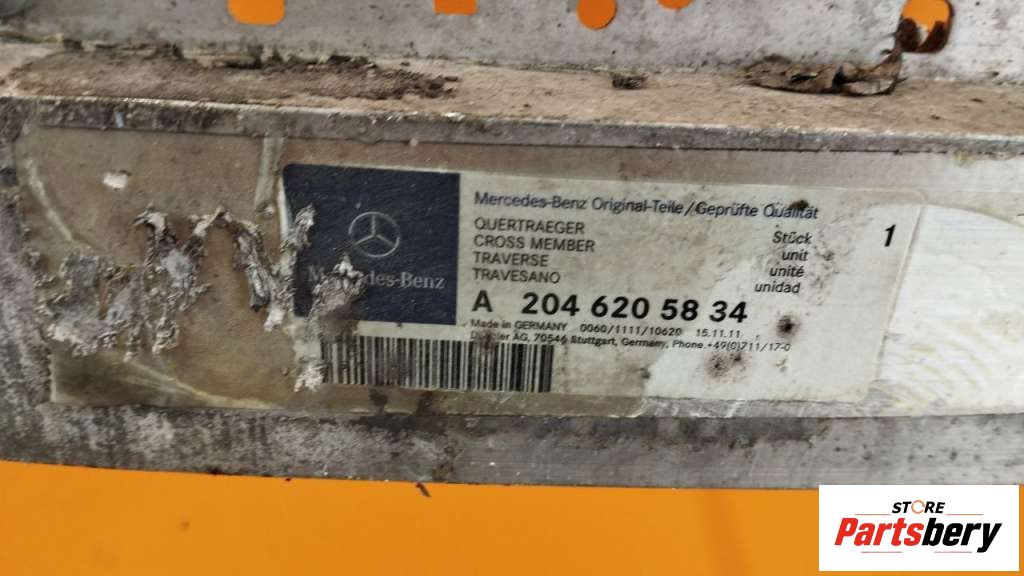 Mercedes-Benz Original-Teile/Geprüfte Qualität
QUERTRAEGER
CROSS MEMBER
TRAVERSE
TRAVESANO
Stück
unit
unité
unidad
1
Mercedes-Benz
A 204 620 58 34
Made in GERMANY 0060/1111/10620 15.11.11
Daimler AG, 70546 Stuttgart, Germany, Phone +49(0)711/17-0
STORE
Partsbery